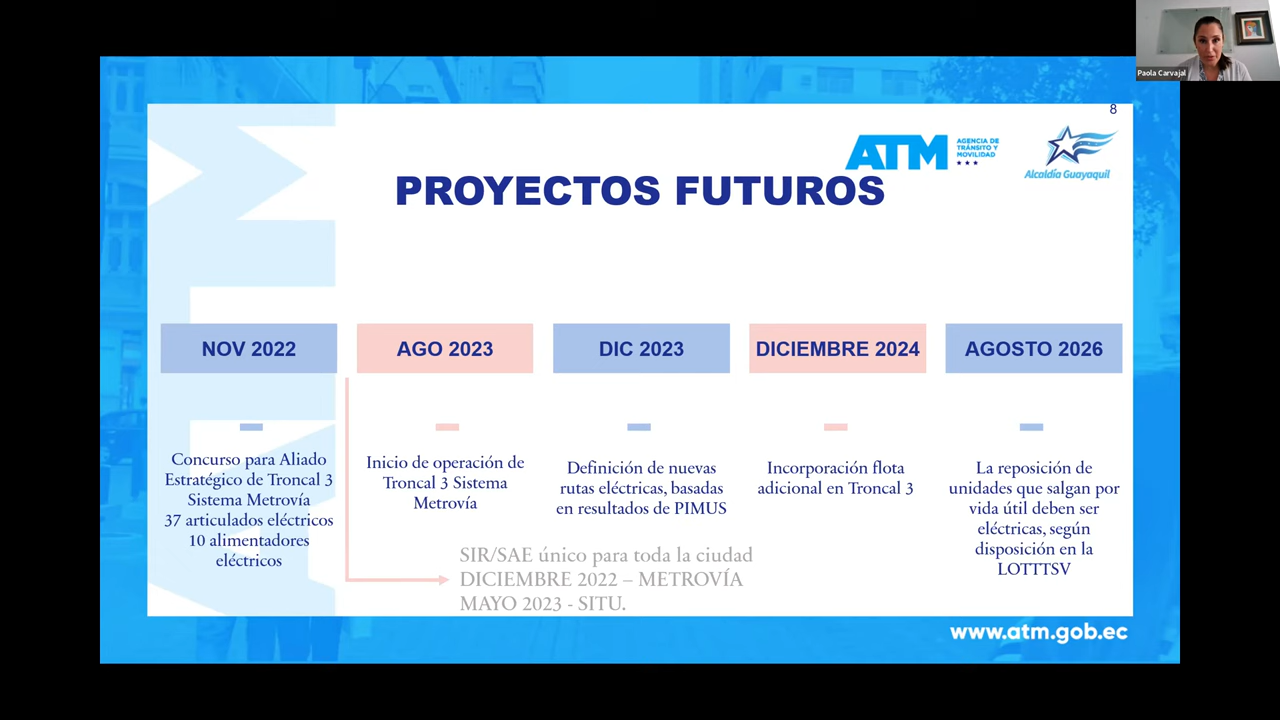 Paola Carvajal
8
ATM
AGENCIA DE
TRÁNSITO Y
MOVILIDAD
Alcaldía Guayaquil
PROYECTOS FUTUROS
NOV 2022
AGO 2023
DIC 2023
DICIEMBRE 2024
AGOSTO 2026
Concurso para Aliado
Estratégico de Troncal 3
Sistema Metrovía
37 articulados eléctricos
10 alimentadores
eléctricos
Inicio de operación de
Troncal 3 Sistema
Metrovía
Definición de nuevas
rutas eléctricas, basadas
en resultados de PIMUS
Incorporación flota
adicional en Troncal 3
La reposición de
unidades que salgan por
vida útil deben ser
eléctricas, según
disposición en la
LOTTTSV
SIR/SAE único para toda la ciudad
DICIEMBRE 2022 – METROVÍA
MAYO 2023 - SITU.
www.atm.gob.ec